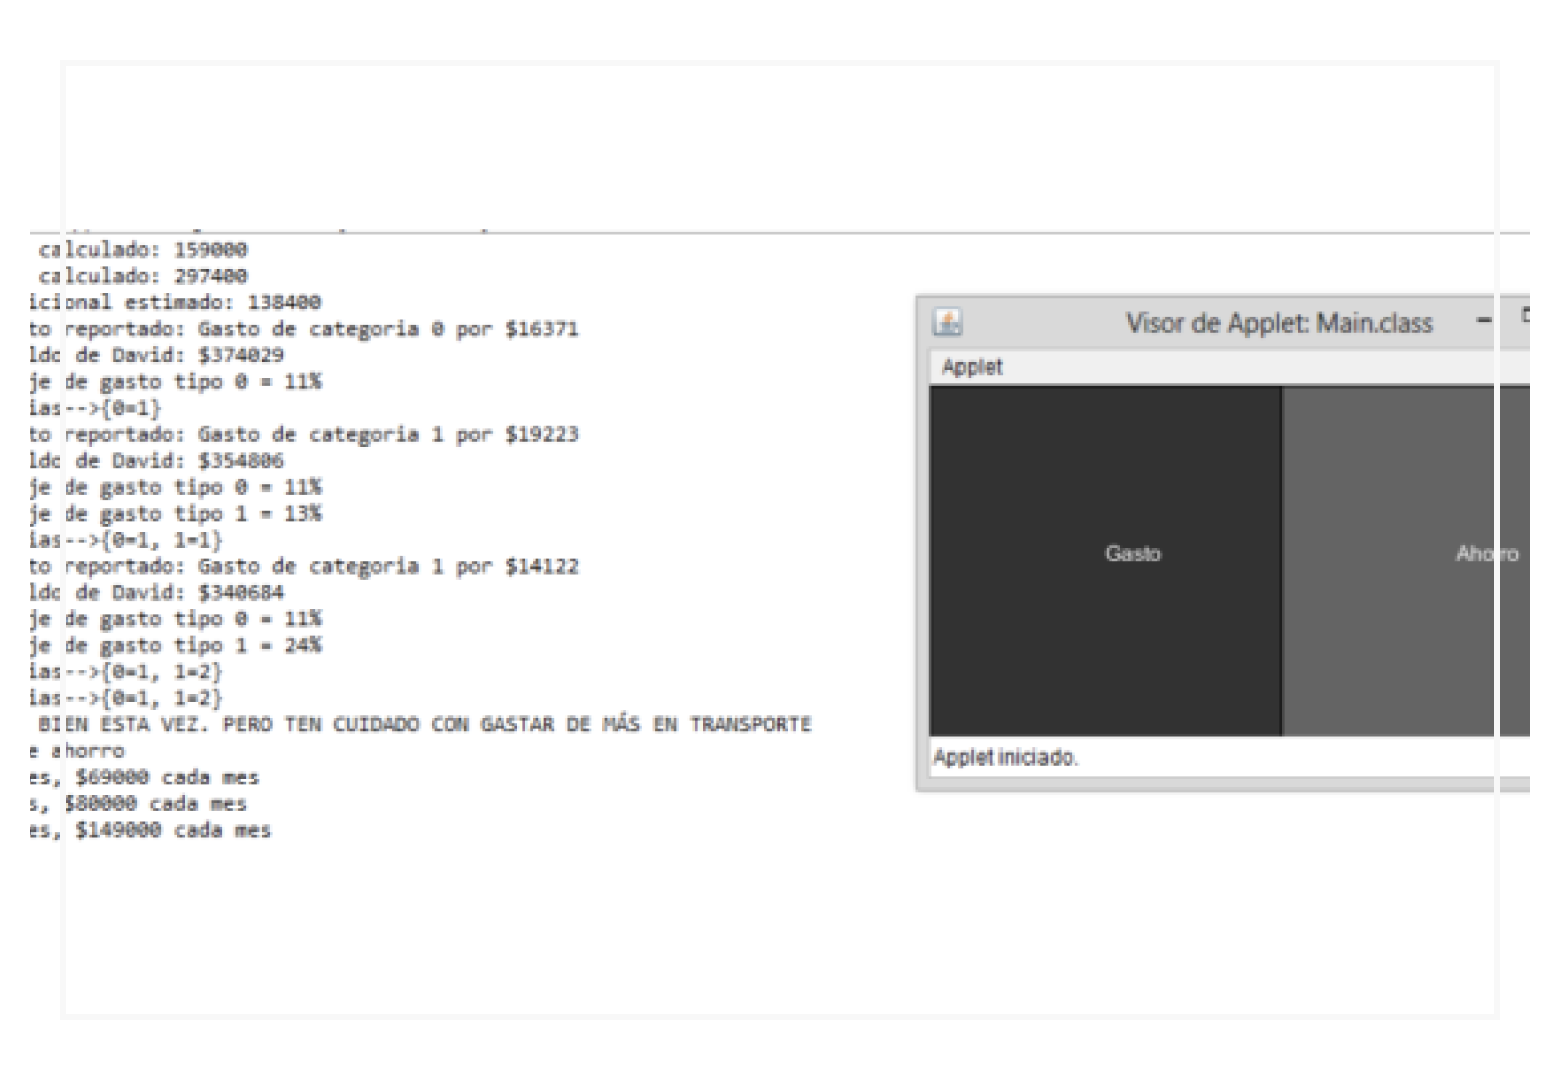 calculado: 159000
calculado: 297400
icional estimado: 138400
to reportado: Gasto de categoria 0 por $16371
ldo de David: $374029
je de gasto tipo 0 = 11%
ias-->{0=1}
to reportado: Gasto de categoria 1 por $19223
ldo de David: $354806
je de gasto tipo 0 = 11%
je de gasto tipo 1 = 13%
ias-->{0=1, 1=1}
to reportado: Gasto de categoria 1 por $14122
ldo de David: $340684
je de gasto tipo 0 = 11%
je de gasto tipo 1 = 24%
ias-->{0=1, 1=2}
ias-->{0=1, 1=2}
BIEN ESTA VEZ. PERO TEN CUIDADO CON GASTAR DE MÁS EN TRANSPORTE
e ahorro
es, $69000 cada mes
s, $80000 cada mes
es, $149000 cada mes
Visor de Applet: Main.class
Applet
Gasto
Ahorro
Applet iniciado.